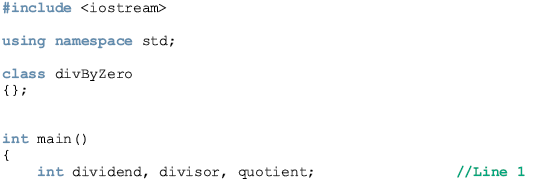 #include <iostream>
using namespace std;
class divByZero
{};
int main()
{
int dividend, divisor, quotient; //Line 1